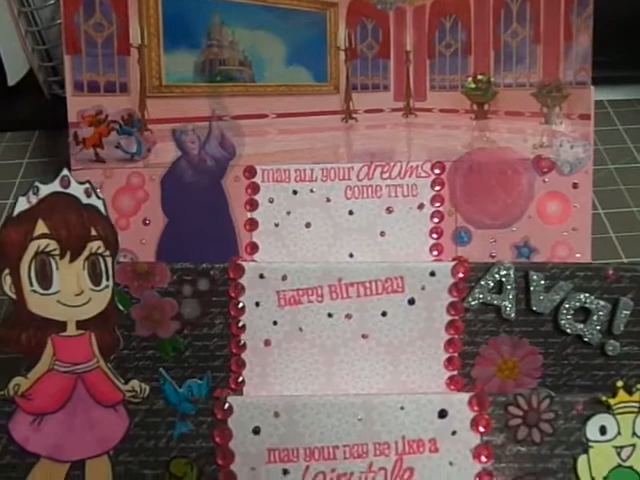 may all your dreams
come true
Happy Birthday
AVA!
may your day be like a
fairytale